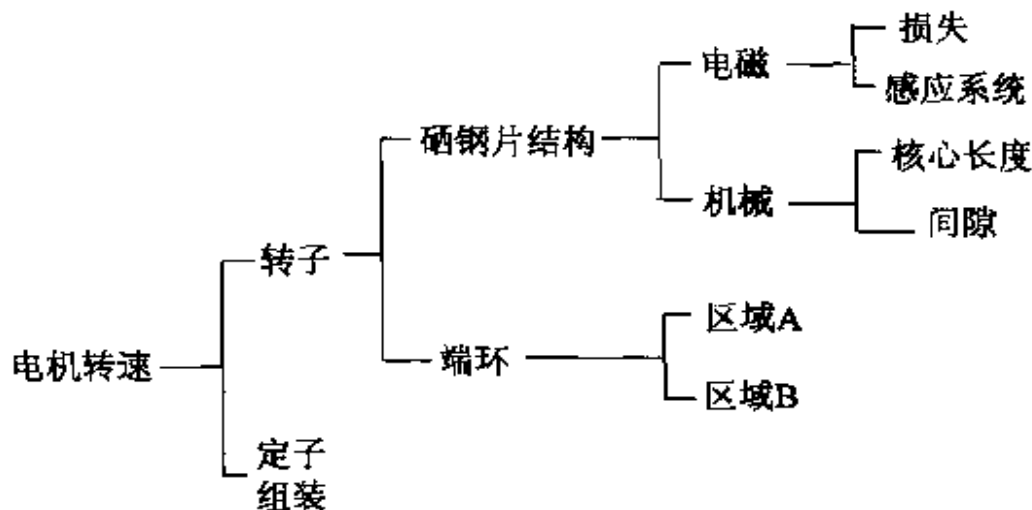 损失
电磁
感应系统
硒钢片结构
核心长度
机械
间隙
转子
区域A
端环
电机转速
区域B
定子
组装